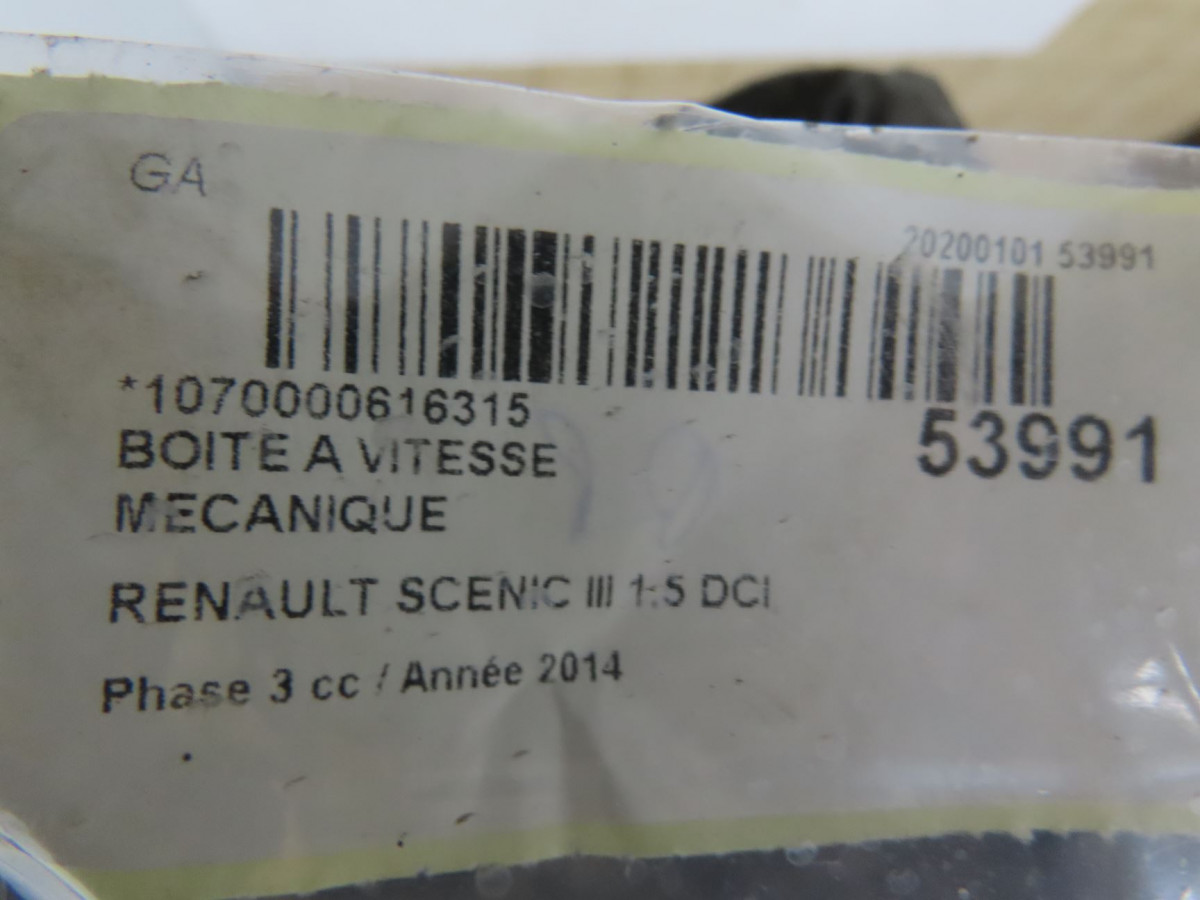 GA
20200101 53991
*1070000616315
53991
BOITE A VITESSE
MECANIQUE
RENAULT SCENIC III 1.5 DCI
Phase 3 cc / Année 2014